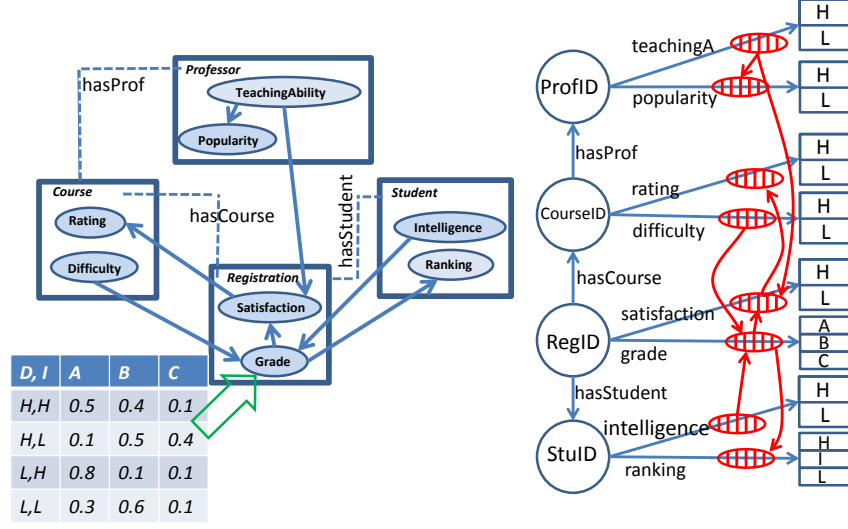 Professor
hasProf
TeachingAbility
Popularity
Course
hasCourse
Rating
Difficulty
hasStudent
Student
Intelligence
Ranking
Registration
Satisfaction
Grade
D, I A B C
H,H 0.5 0.4 0.1
H,L 0.1 0.5 0.4
L,H 0.8 0.1 0.1
L,L 0.3 0.6 0.1
H
teachingA
L
ProfID
H
popularity
L
hasProf
H
rating
L
CourseID
H
difficulty
L
hasCourse
H
satisfaction
L
RegID
A
grade
B
C
hasStudent
H
intelligence
L
StuID
H
ranking
I
L